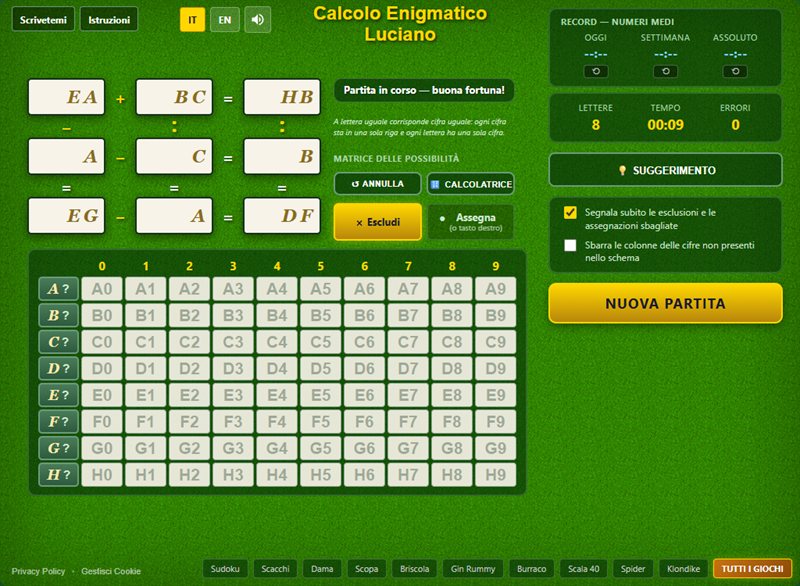 Scrivetemi Istruzioni IT EN
Calcolo Enigmatico
Luciano
EA + BC = HB
− : :
A − C = B
= = =
EG − A = DF
Partita in corso — buona fortuna!
A lettera uguale corrisponde cifra uguale: ogni cifra
sta in una sola riga e ogni lettera ha una sola cifra.
MATRICE DELLE POSSIBILITÀ
↺ ANNULLA 🔢 CALCOLATRICE
× Escludi
● Assegna
(o tasto destro)
0 1 2 3 4 5 6 7 8 9
A ? A0 A1 A2 A3 A4 A5 A6 A7 A8 A9
B ? B0 B1 B2 B3 B4 B5 B6 B7 B8 B9
C ? C0 C1 C2 C3 C4 C5 C6 C7 C8 C9
D ? D0 D1 D2 D3 D4 D5 D6 D7 D8 D9
E ? E0 E1 E2 E3 E4 E5 E6 E7 E8 E9
F ? F0 F1 F2 F3 F4 F5 F6 F7 F8 F9
G ? G0 G1 G2 G3 G4 G5 G6 G7 G8 G9
H ? H0 H1 H2 H3 H4 H5 H6 H7 H8 H9
RECORD — NUMERI MEDI
OGGI SETTIMANA ASSOLUTO
--:-- --:-- --:--
LETTERE TEMPO ERRORI
8 00:09 0
💡 SUGGERIMENTO
Segnala subito le esclusioni e le
assegnazioni sbagliate
Sbarra le colonne delle cifre non presenti
nello schema
NUOVA PARTITA
Privacy Policy • Gestisci Cookie
Sudoku Scacchi Dama Scopa Briscola Gin Rummy Burraco Scala 40 Spider Klondike TUTTI I GIOCHI